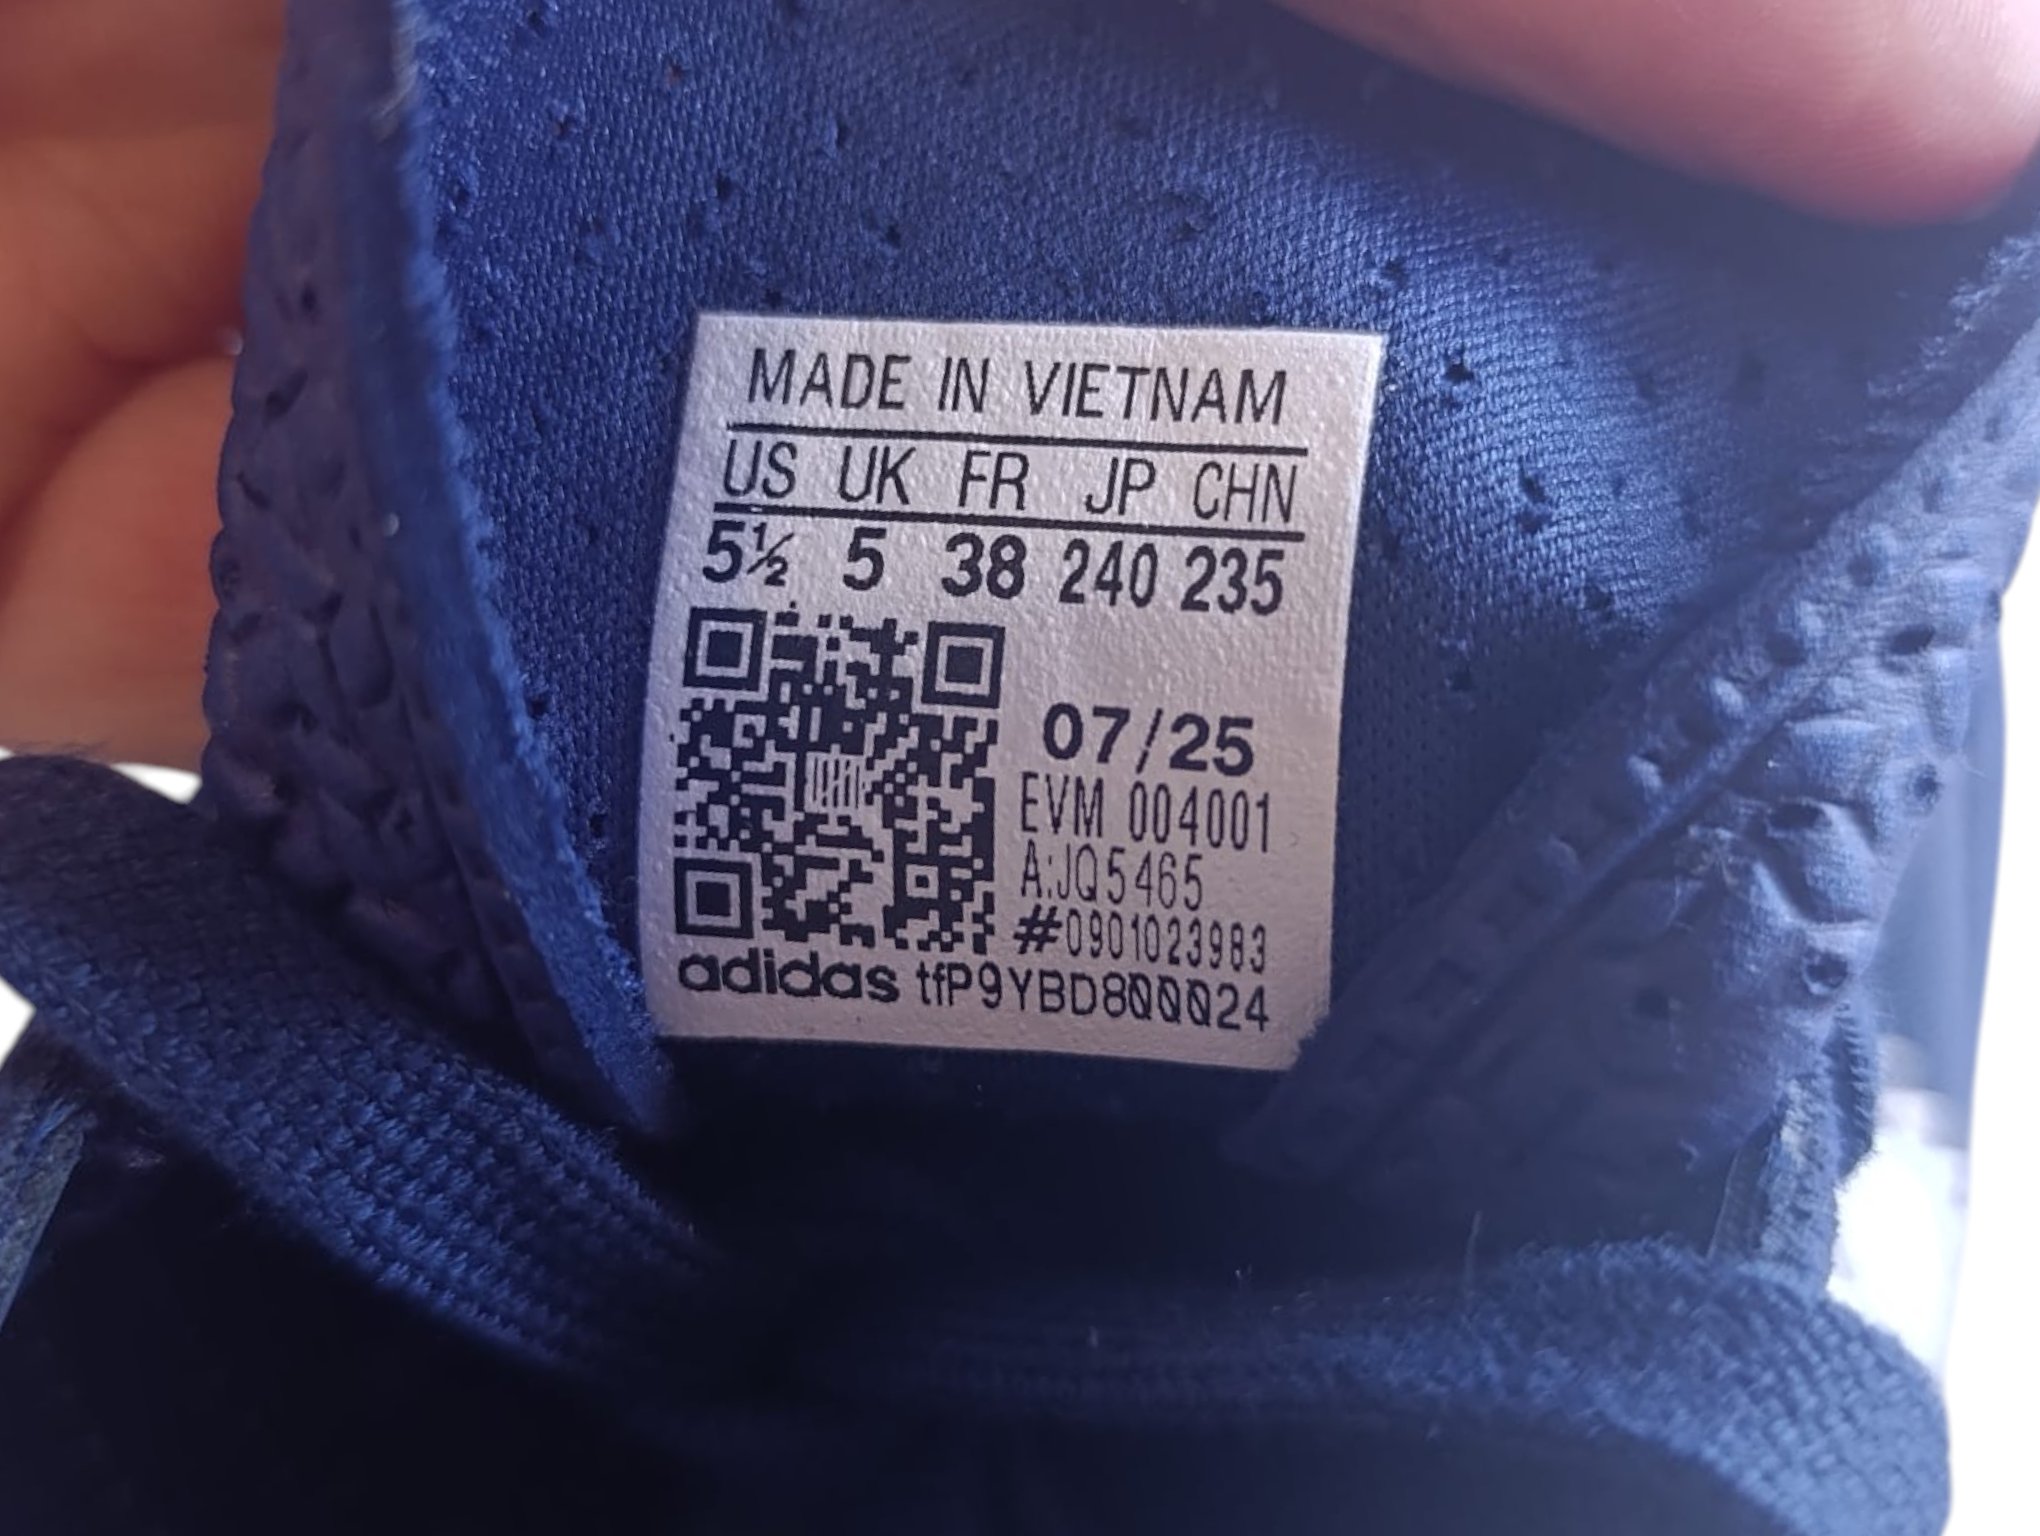 MADE IN VIETNAM
US UK FR JP CHN
5½ 5 38 240 235
07/25
EVM 004001
A:JQ5465
#0901023983
adidas tfP9YBD800024